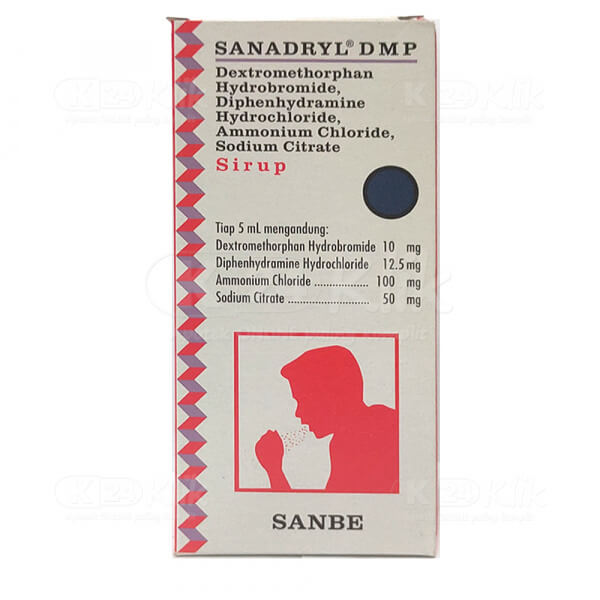 SANADRYL® DMP
Dextromethorphan
Hydrobromide,
Diphenhydramine
Hydrochloride,
Ammonium Chloride,
Sodium Citrate
Sirup
Tiap 5 mL mengandung:
Dextromethorphan Hydrobromide 10 mg
Diphenhydramine Hydrochloride 12.5 mg
Ammonium Chloride .................. 100 mg
Sodium Citrate ........................... 50 mg
SANBE